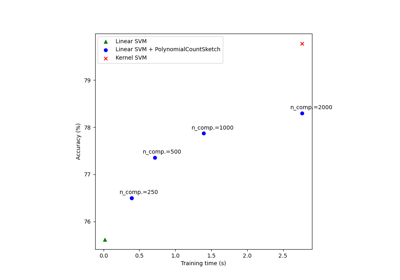 Linear SVM
Linear SVM + PolynomialCountSketch
Kernel SVM
79
78
77
76
n_comp.=2000
n_comp.=1000
n_comp.=500
n_comp.=250
Accuracy (%)
0.0 0.5 1.0 1.5 2.0 2.5
Training time (s)